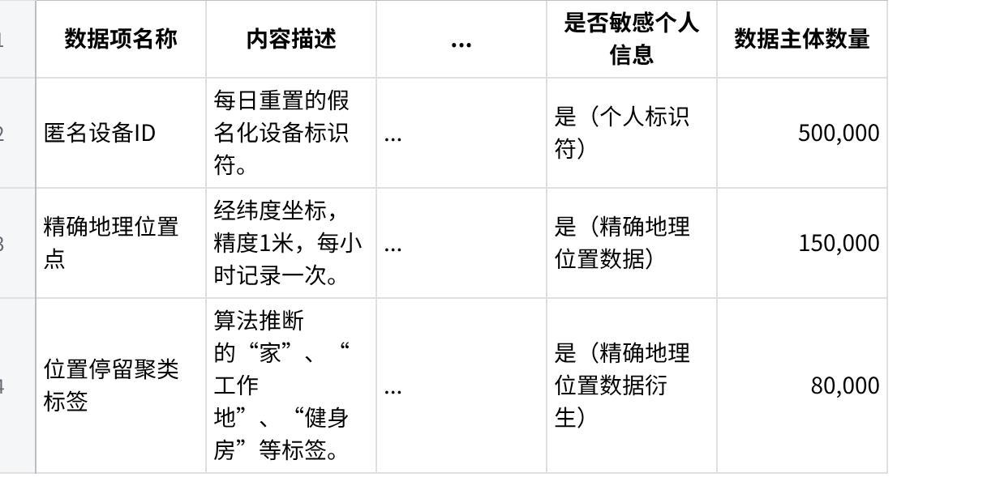 数据项名称
内容描述
...
是否敏感个人
信息
数据主体数量
匿名设备ID
每日重置的假
名化设备标识
符。
...
是（个人标识
符）
500,000
精确地理位置
点
经纬度坐标，
精度1米，每小
时记录一次。
...
是（精确地理
位置数据）
150,000
位置停留聚类
标签
算法推断
的“家”、“
工作
地”、“健身
房”等标签。
...
是（精确地理
位置数据衍
生）
80,000